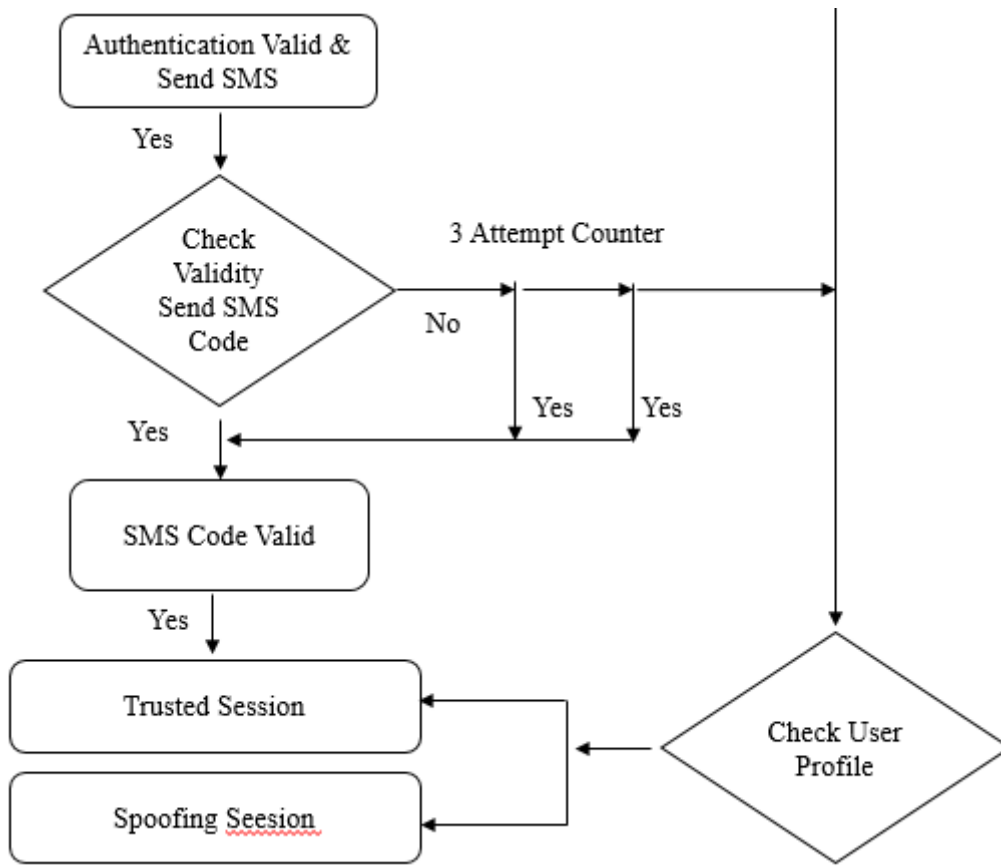 Authentication Valid &
Send SMS
Yes
Check
Validity
Send SMS
Code
3 Attempt Counter
No
Yes
Yes
Yes
SMS Code Valid
Yes
Trusted Session
Check User
Profile
Spoofing Seesion